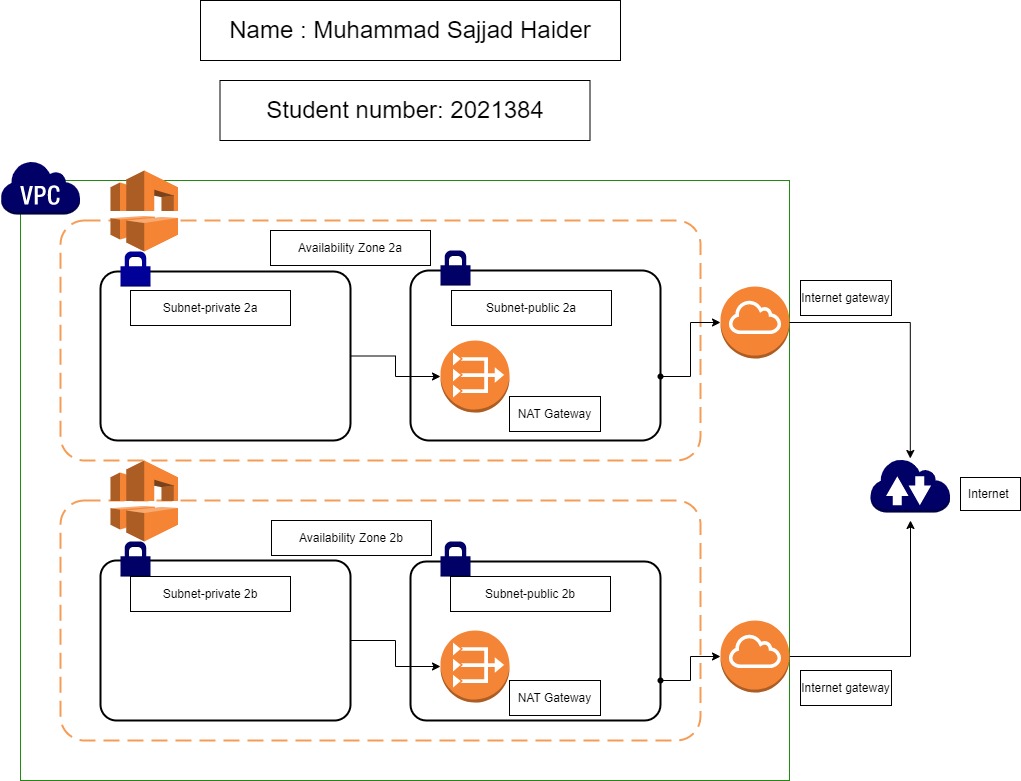 Name : Muhammad Sajjad Haider
Student number: 2021384
VPC
Availability Zone 2a
Subnet-private 2a
Subnet-public 2a
Internet gateway
NAT Gateway
Internet
Availability Zone 2b
Subnet-private 2b
Subnet-public 2b
Internet gateway
NAT Gateway